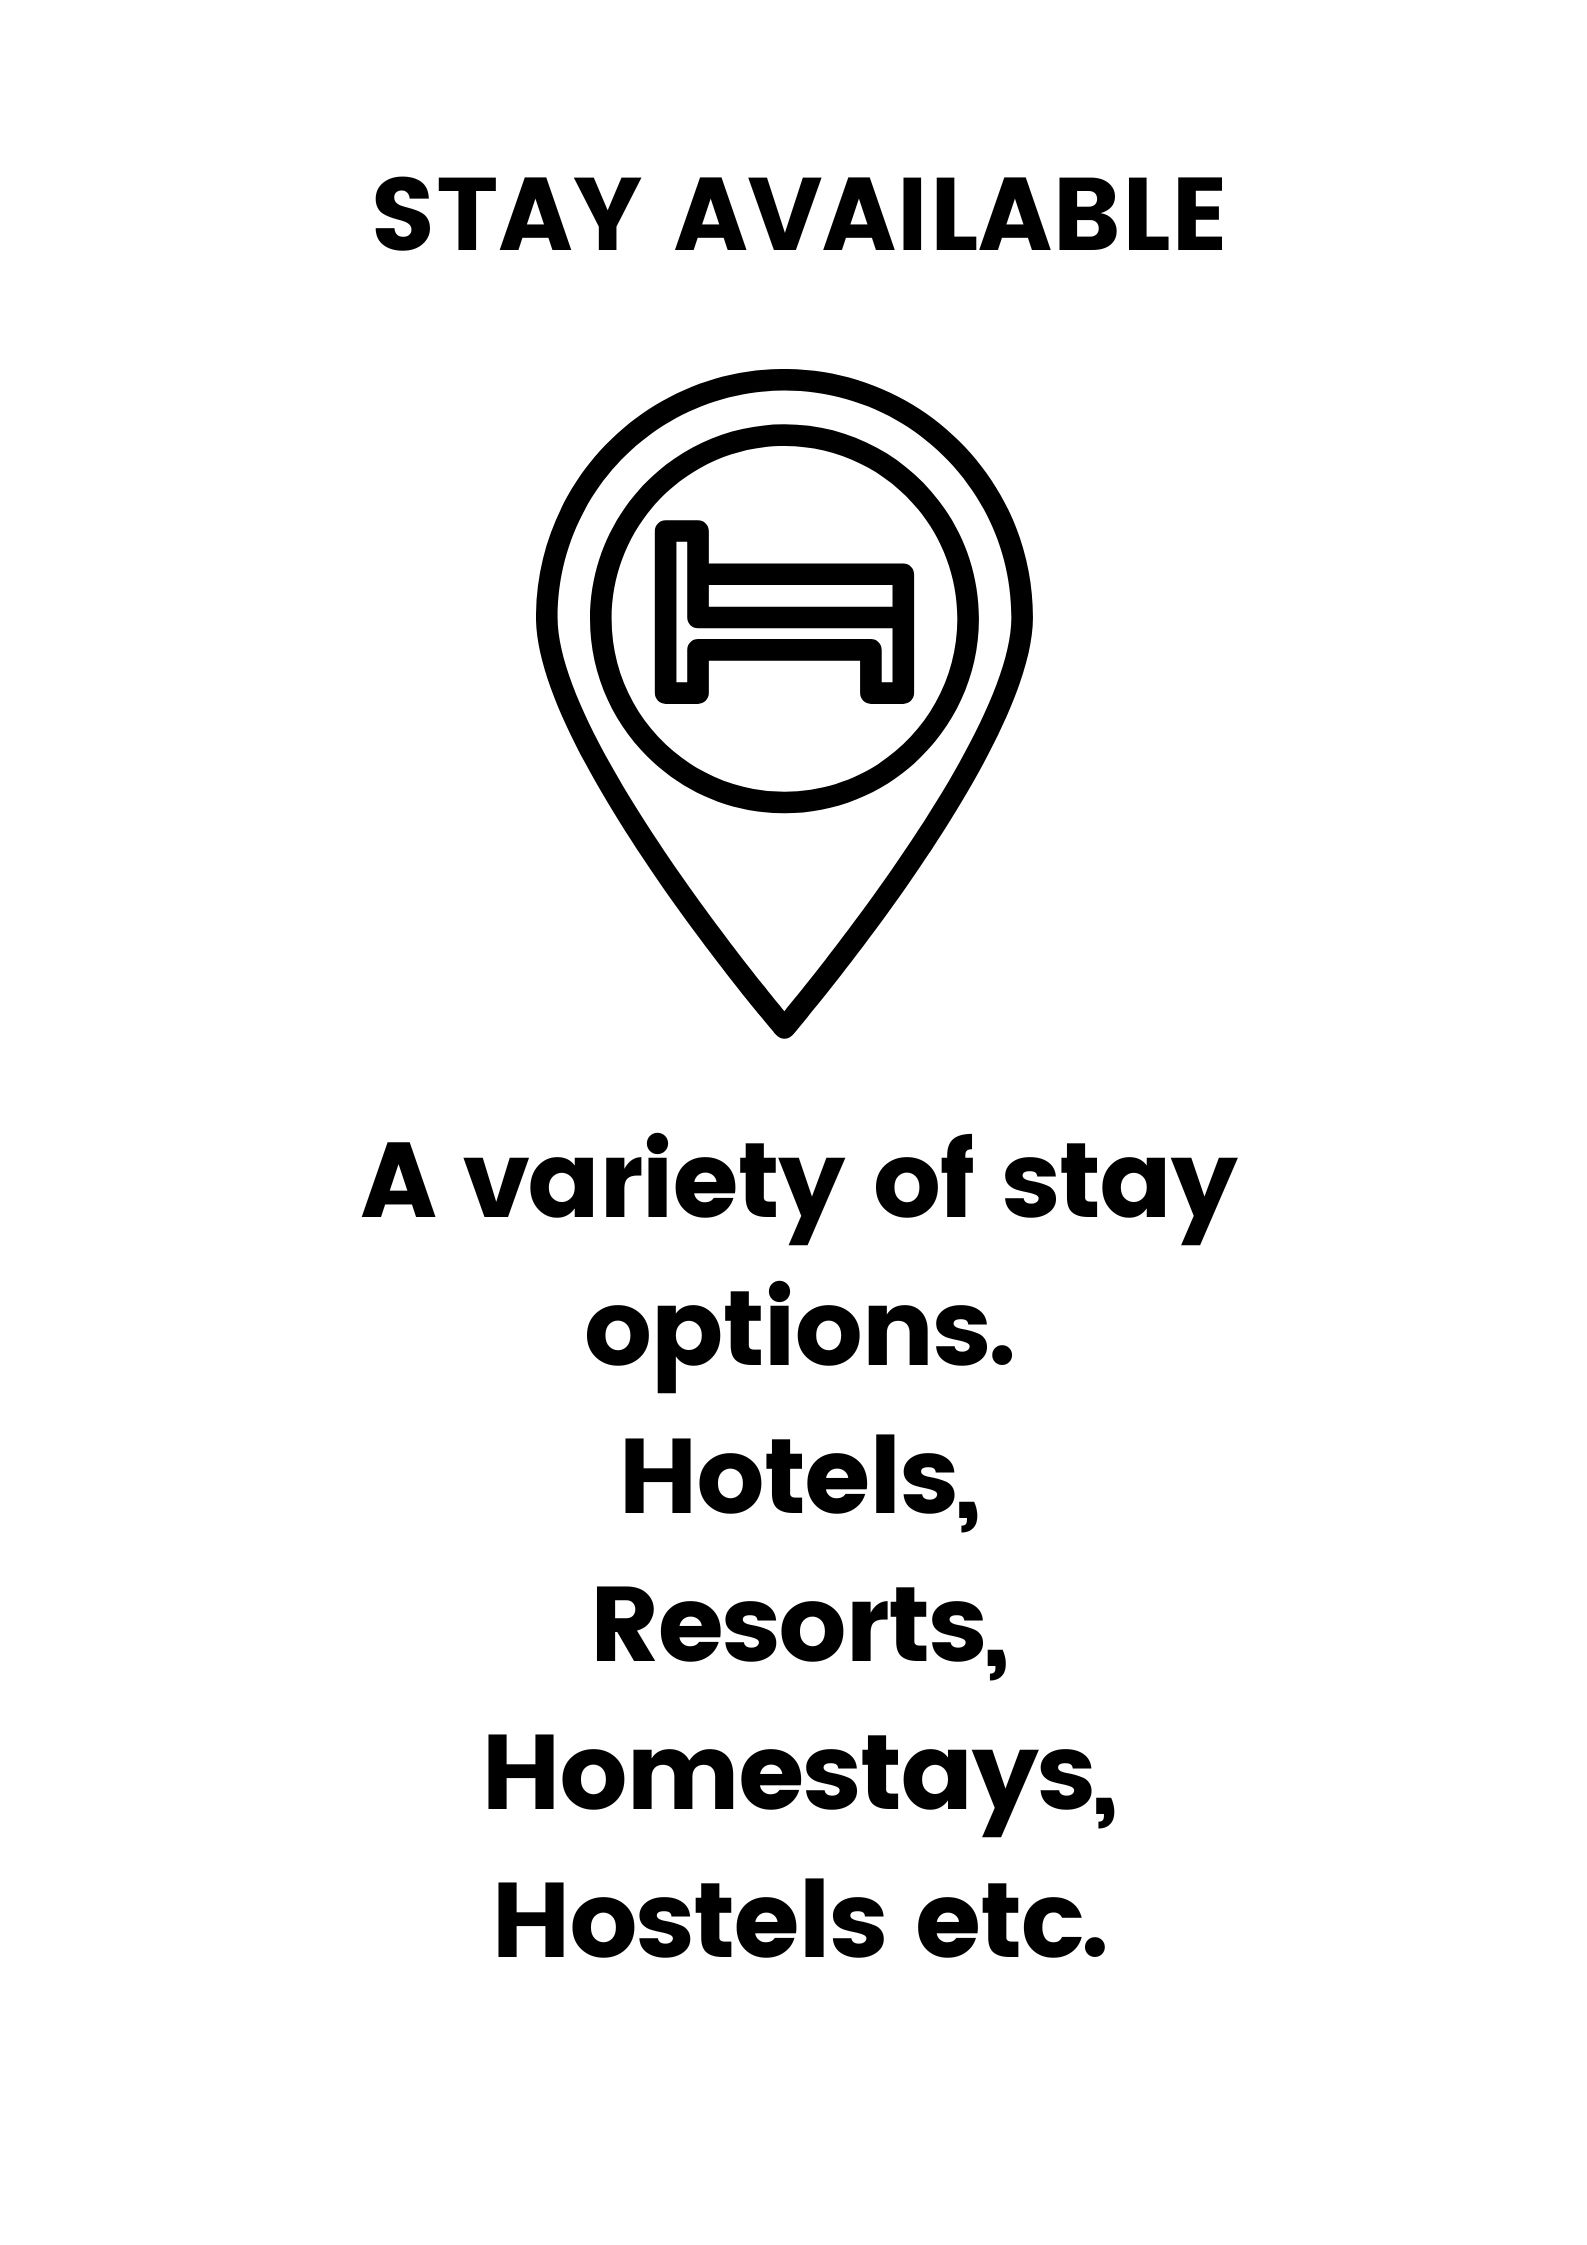 STAY AVAILABLE
A variety of stay
options.
Hotels,
Resorts,
Homestays,
Hostels etc.